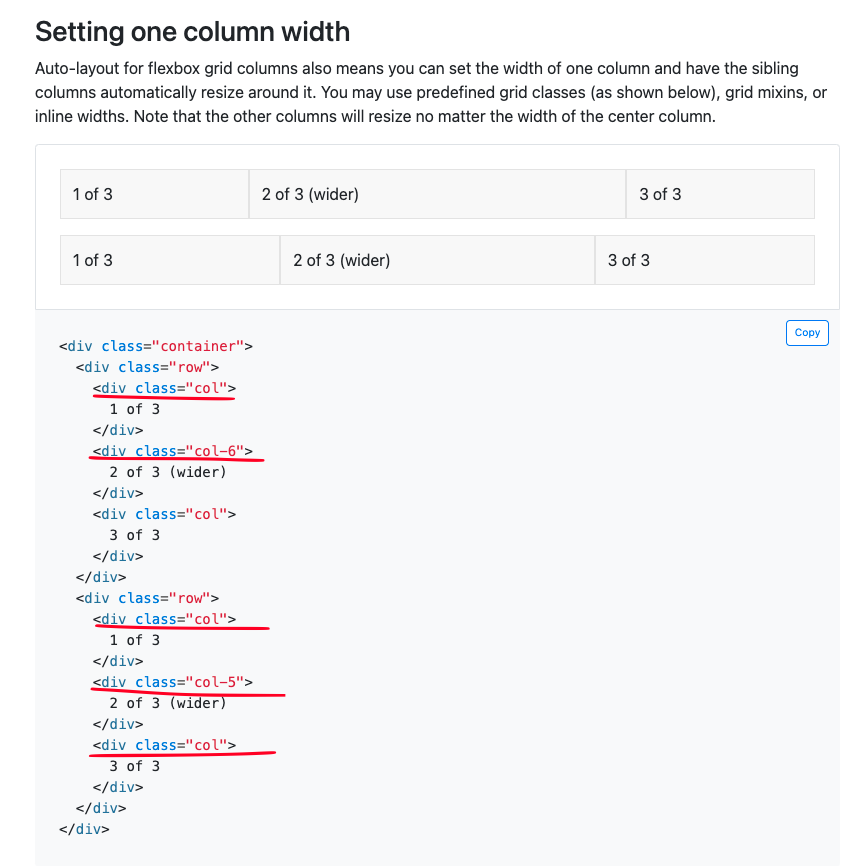 Setting one column width
Auto-layout for flexbox grid columns also means you can set the width of one column and have the sibling
columns automatically resize around it. You may use predefined grid classes (as shown below), grid mixins, or
inline widths. Note that the other columns will resize no matter the width of the center column.
1 of 3 2 of 3 (wider) 3 of 3
1 of 3 2 of 3 (wider) 3 of 3
Copy
<div class="container">
  <div class="row">
    <div class="col">
      1 of 3
    </div>
    <div class="col-6">
      2 of 3 (wider)
    </div>
    <div class="col">
      3 of 3
    </div>
  </div>
  <div class="row">
    <div class="col">
      1 of 3
    </div>
    <div class="col-5">
      2 of 3 (wider)
    </div>
    <div class="col">
      3 of 3
    </div>
  </div>
</div>